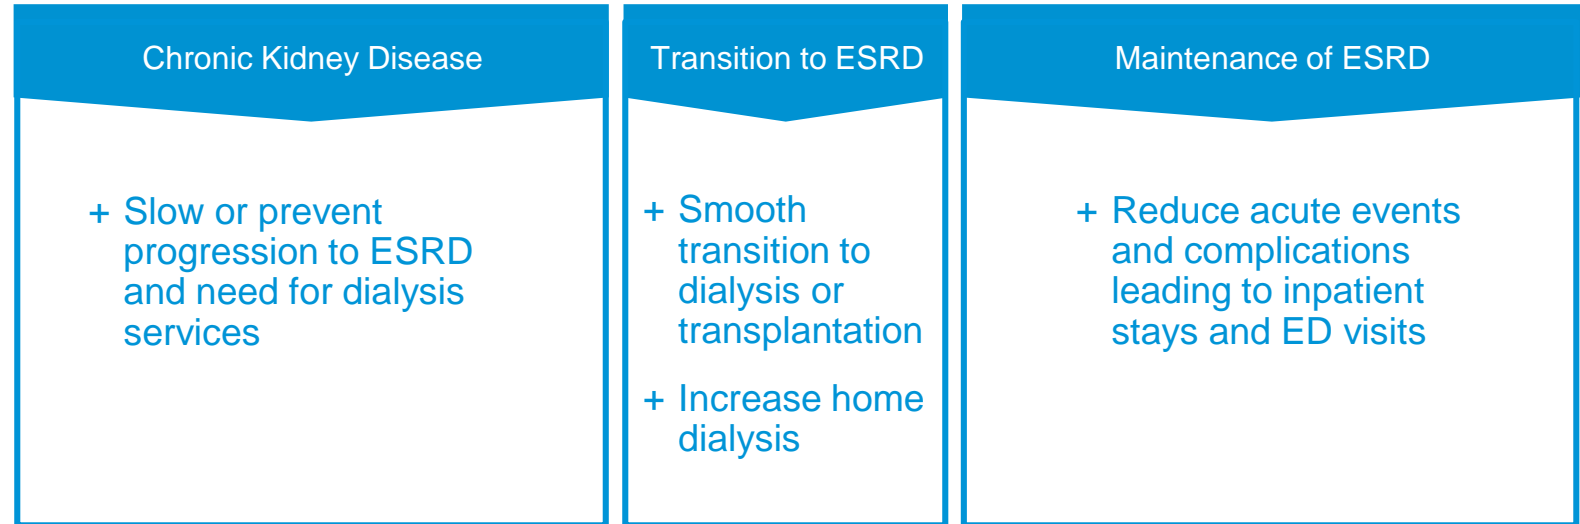 Chronic Kidney Disease
+ Slow or prevent
progression to ESRD
and need for dialysis
services
Transition to ESRD
+ Smooth
transition to
dialysis or
transplantation
+ Increase home
dialysis
Maintenance of ESRD
+ Reduce acute events
and complications
leading to inpatient
stays and ED visits